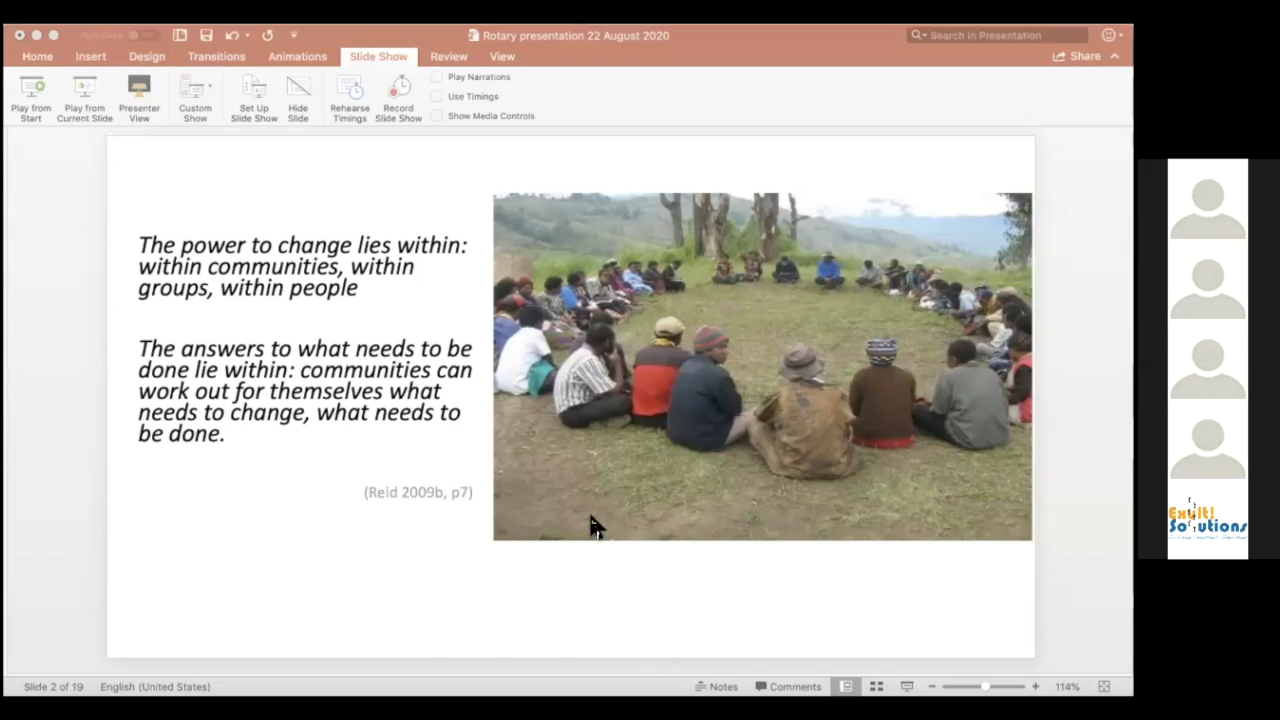 AutoSave
OFF
Rotary presentation 22 August 2020
Search in Presentation
Home
Insert
Design
Transitions
Animations
Slide Show
Review
View
Share
Play from
Start
Play from
Current Slide
Presenter
View
Custom
Show
Set Up
Slide Show
Hide
Slide
Rehearse
Timings
Record
Slide Show
Play Narrations
Use Timings
Show Media Controls
The power to change lies within:
within communities, within
groups, within people
The answers to what needs to be
done lie within: communities can
work out for themselves what
needs to change, what needs to
be done.
(Reid 2009b, p7)
Exult!
Solutions
Slide 2 of 19
English (United States)
Notes
Comments
114%